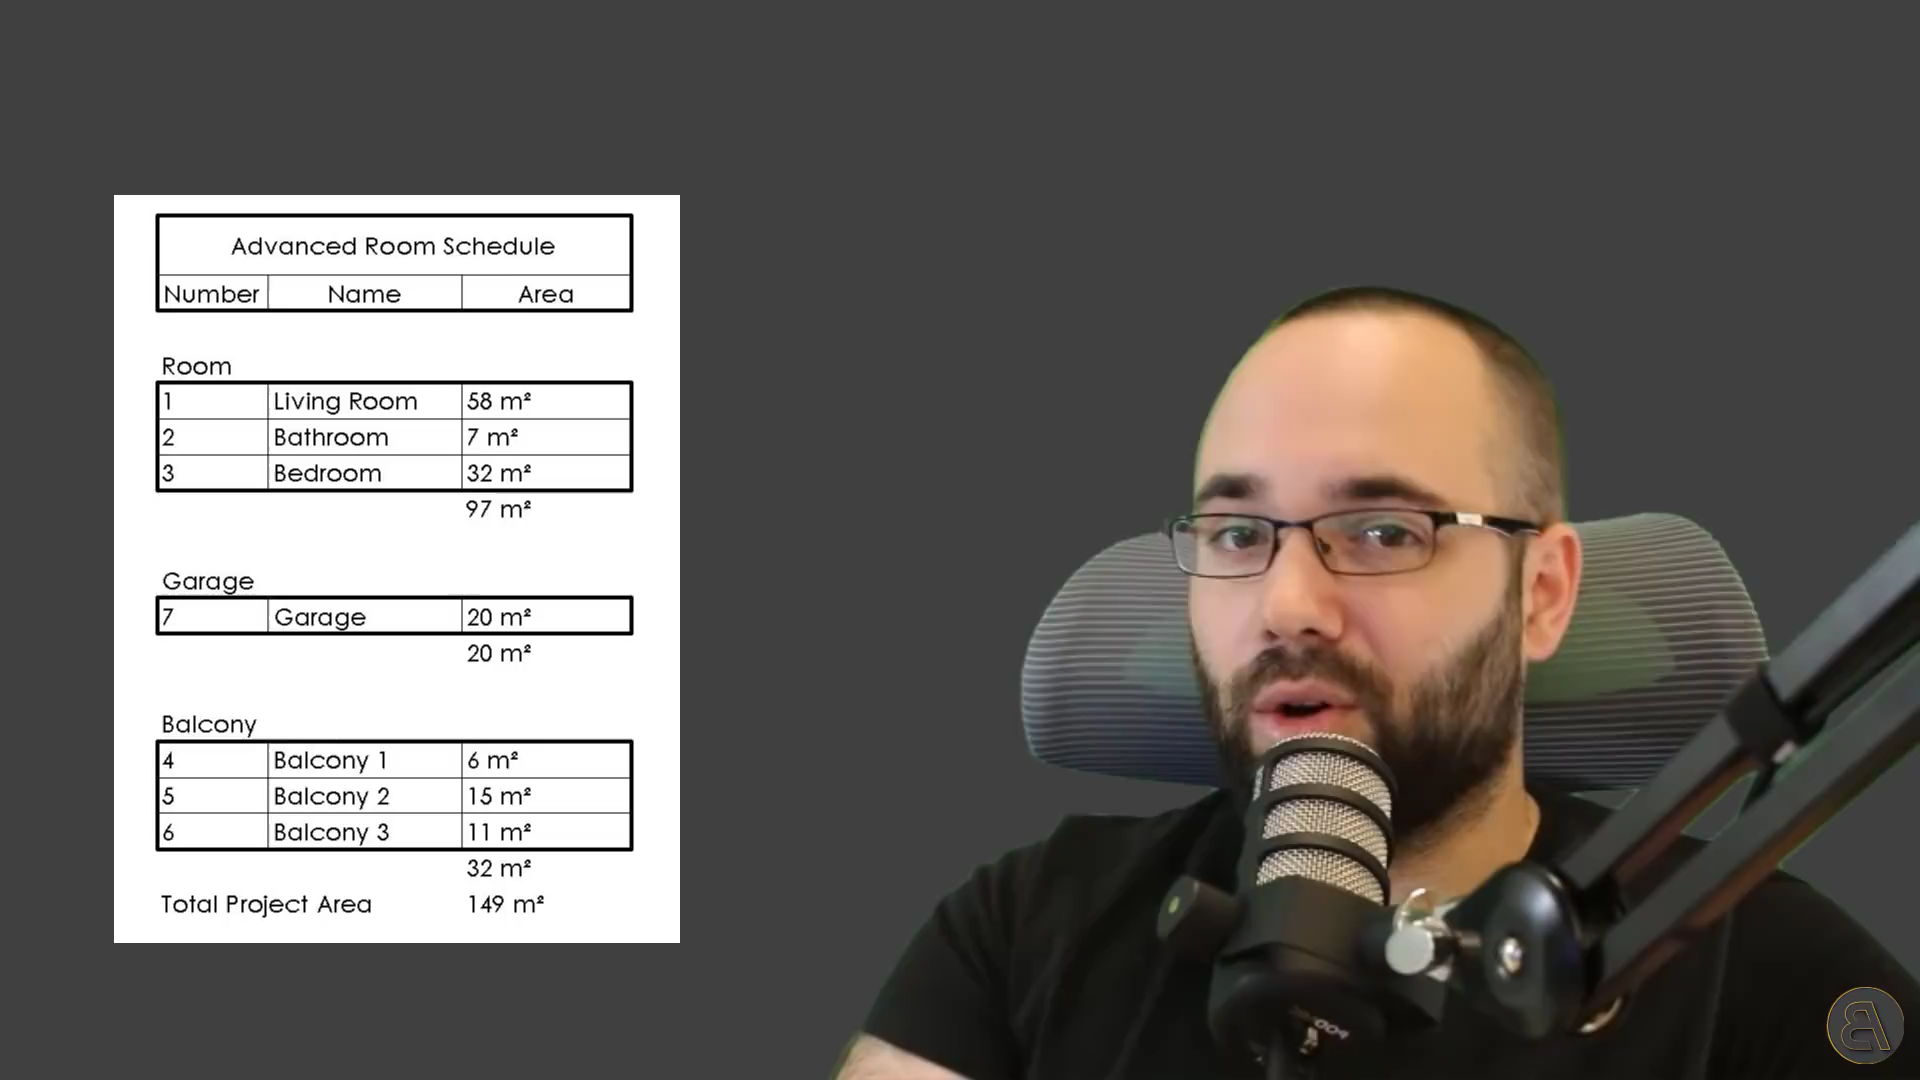 Advanced Room Schedule
Number Name Area
Room
1 Living Room 58 m²
2 Bathroom 7 m²
3 Bedroom 32 m²
97 m²
Garage
7 Garage 20 m²
20 m²
Balcony
4 Balcony 1 6 m²
5 Balcony 2 15 m²
6 Balcony 3 11 m²
32 m²
Total Project Area 149 m²